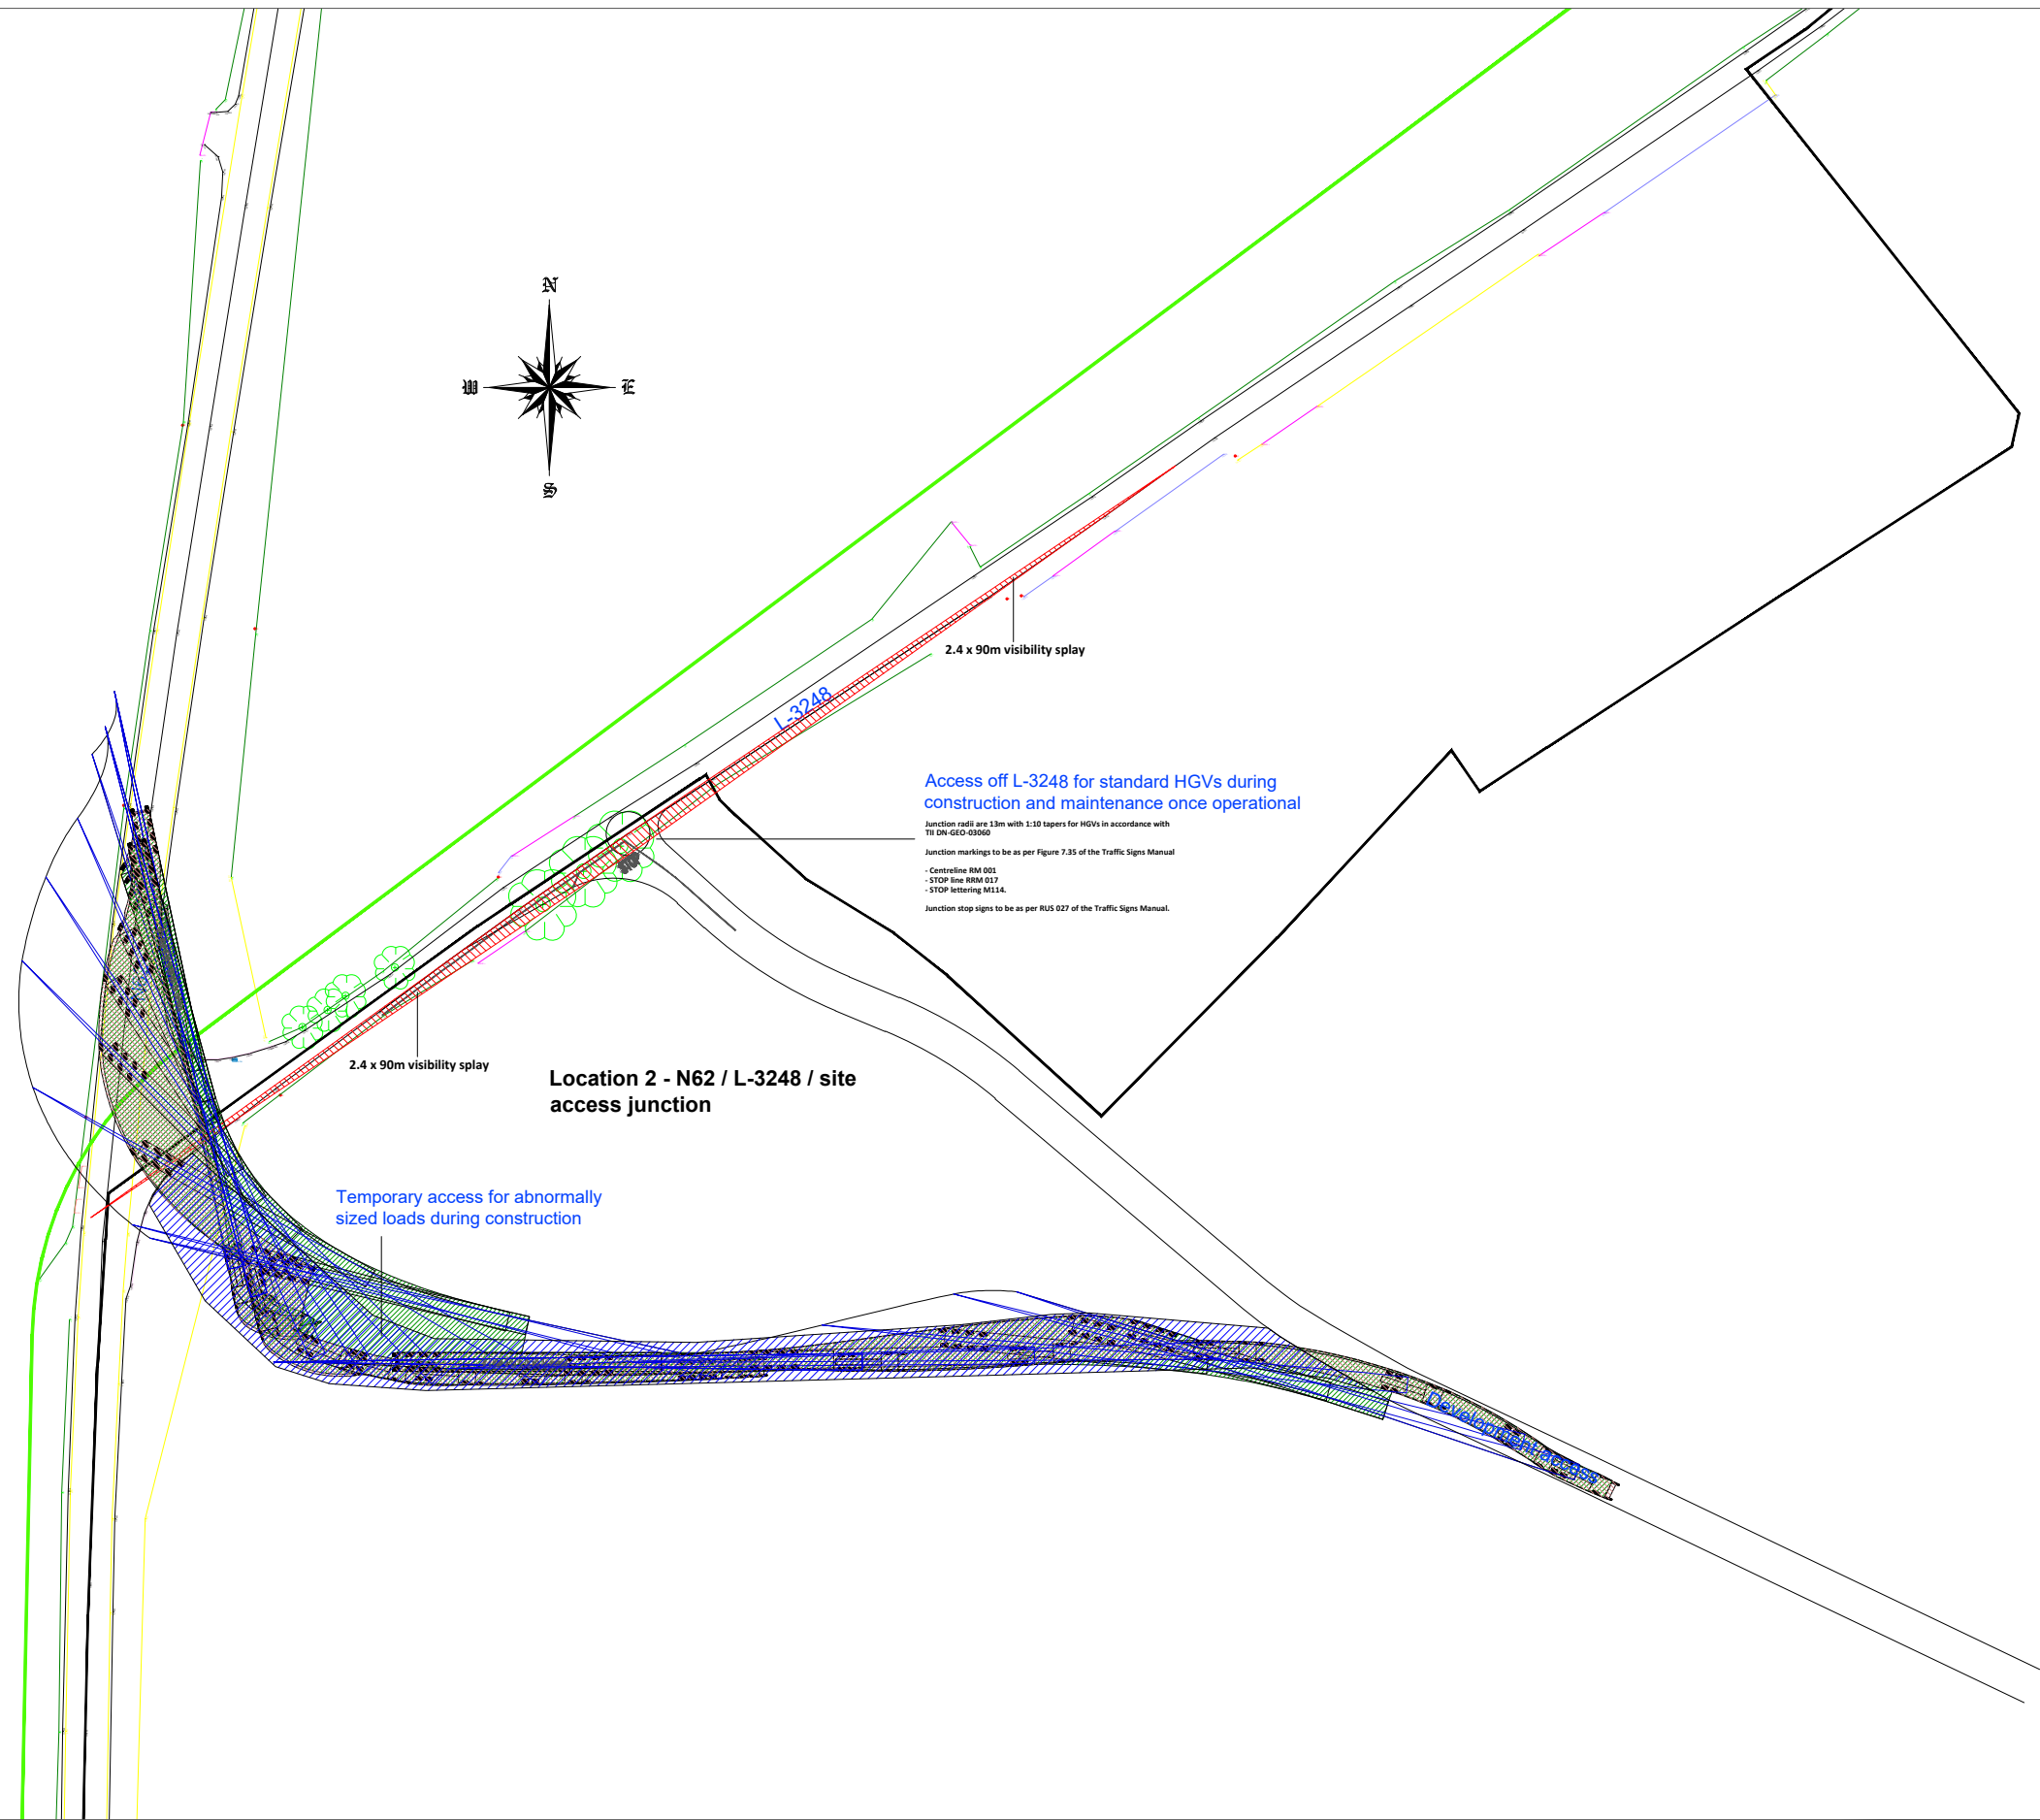 N
W
E
S
2.4 x 90m visibility splay
L-3248
Access off L-3248 for standard HGVs during
construction and maintenance once operational
Junction radii are 13m with 1:10 tapers for HGVs in accordance with
TII DN-GEO-03060
Junction markings to be as per Figure 7.35 of the Traffic Signs Manual
- Centreline RM 001
- STOP line RRM 017
- STOP lettering M114.
Junction stop signs to be as per RUS 027 of the Traffic Signs Manual.
STOP
2.4 x 90m visibility splay
Location 2 - N62 / L-3248 / site
access junction
Temporary access for abnormally
sized loads during construction
Development access